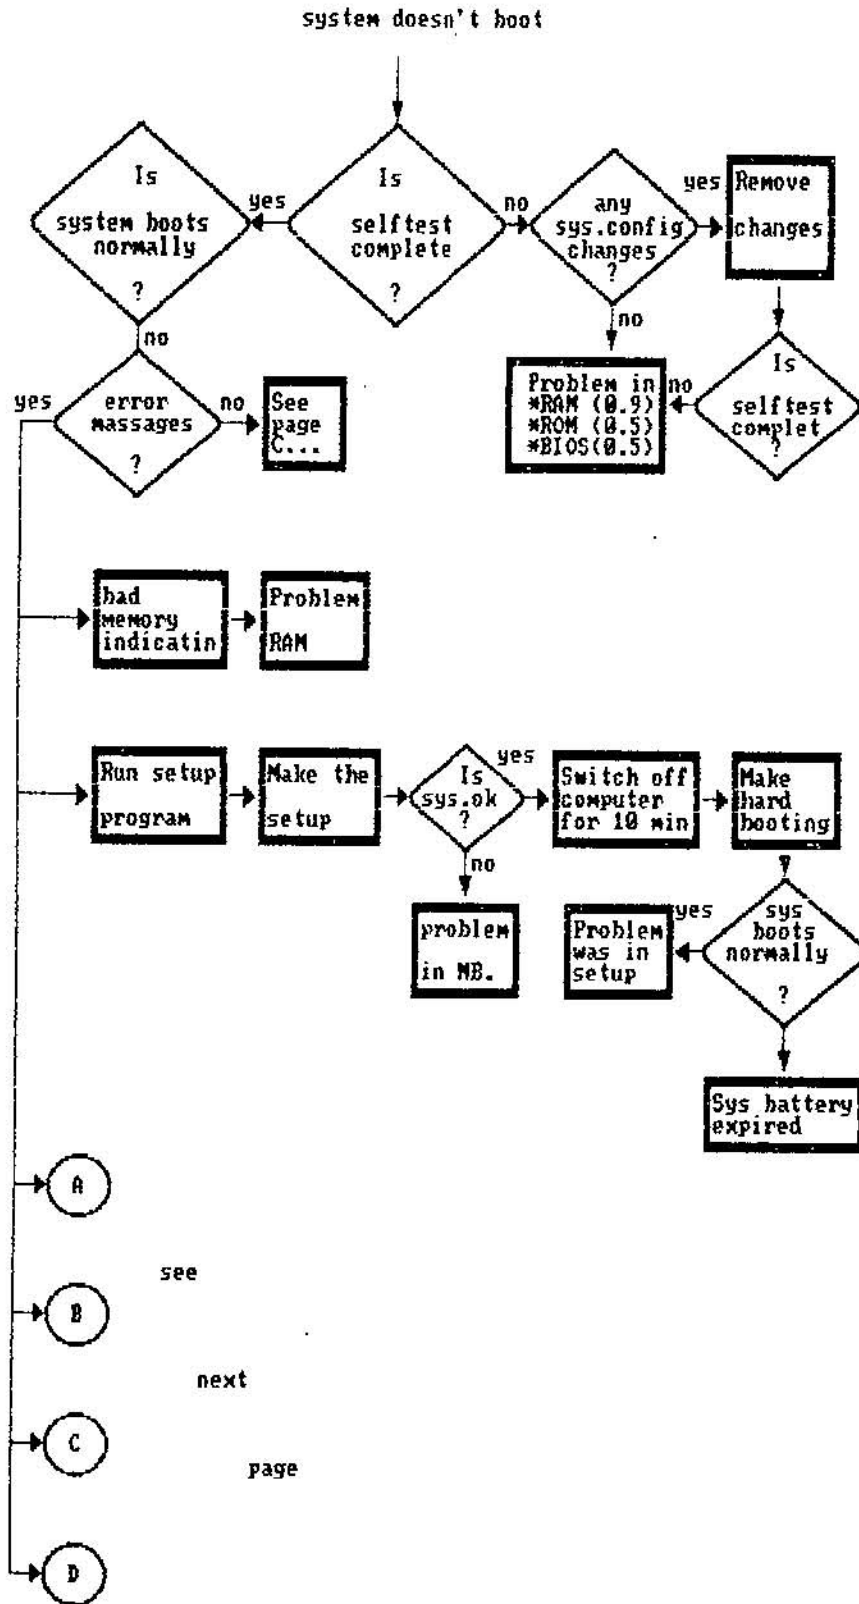 system doesn't boot
Is
system boots
normally
?
yes
Is
selftest
complete
?
no
any
sys.config
changes
?
yes
Remove
changes
no
no
yes
error
massages
?
no
See
page
C...
Problem in
*RAM (0.9)
*ROM (0.5)
*BIOS(0.5)
no
Is
selftest
complet
?
bad
memory
indicatin
Problem
RAM
Run setup
program
Make the
setup
Is
sys.ok
?
yes
Switch off
computer
for 10 min
Make
hard
booting
no
problem
in MB.
Problem
was in
setup
yes
sys
boots
normally
?
Sys battery
expired
A
see
B
next
C
page
D